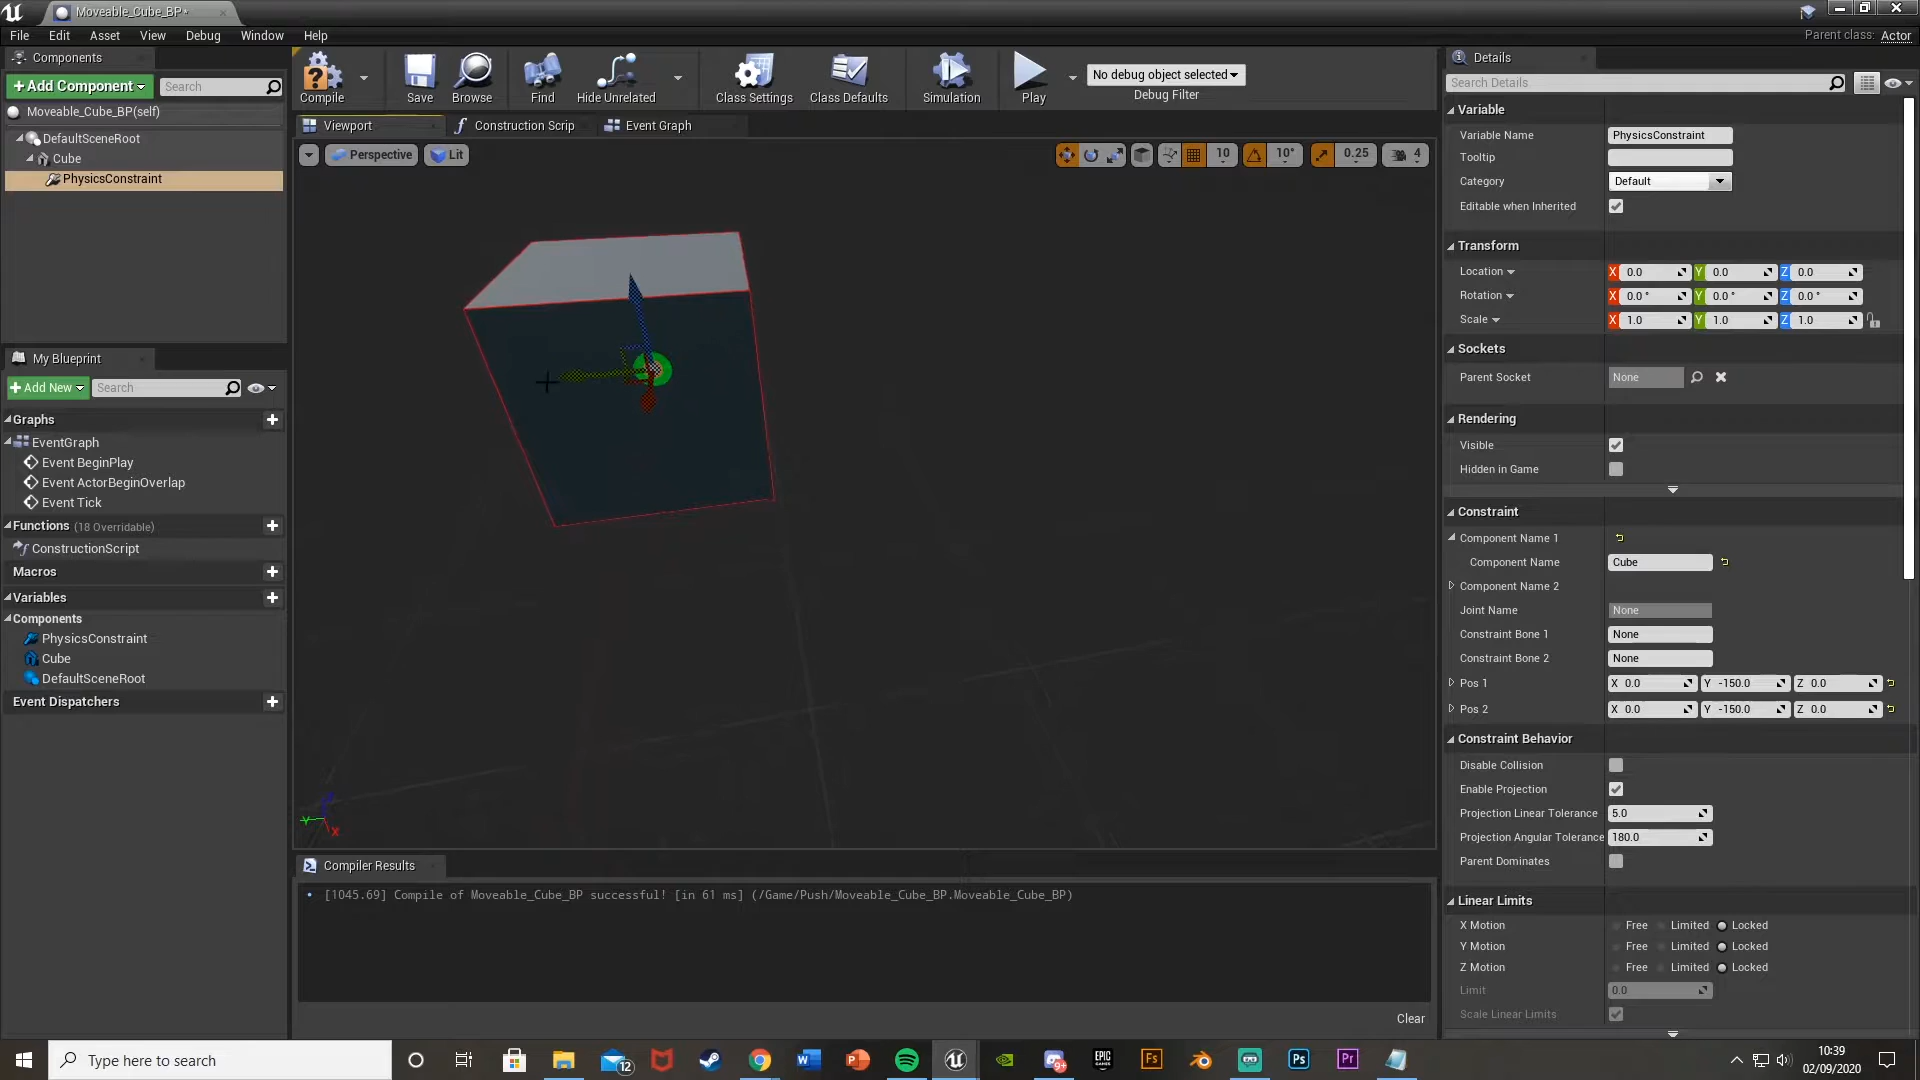 Moveable_Cube_BP*
File Edit Asset View Debug Window Help
Parent class: Actor
Components
+Add Component
Search
Moveable_Cube_BP(self)
DefaultSceneRoot
Cube
PhysicsConstraint
Compile
Save
Browse
Find
Hide Unrelated
Class Settings
Class Defaults
Simulation
Play
No debug object selected
Debug Filter
Viewport
Construction Scrip
Event Graph
Perspective
Lit
10
10°
0.25
4
My Blueprint
+Add New
Search
Graphs
EventGraph
Event BeginPlay
Event ActorBeginOverlap
Event Tick
Functions (18 Overridable)
ConstructionScript
Macros
Variables
Components
PhysicsConstraint
Cube
DefaultSceneRoot
Event Dispatchers
Y
X
Compiler Results
[1045.69] Compile of Moveable_Cube_BP successful! [in 61 ms] (/Game/Push/Moveable_Cube_BP.Moveable_Cube_BP)
Clear
Details
Search Details
Variable
Variable Name PhysicsConstraint
Tooltip
Category Default
Editable when Inherited
Transform
Location X 0.0 Y 0.0 Z 0.0
Rotation X 0.0° Y 0.0° Z 0.0°
Scale X 1.0 Y 1.0 Z 1.0
Sockets
Parent Socket None
Rendering
Visible
Hidden in Game
Constraint
Component Name 1
Component Name Cube
Component Name 2
Joint Name None
Constraint Bone 1 None
Constraint Bone 2 None
Pos 1 X 0.0 Y -150.0 Z 0.0
Pos 2 X 0.0 Y -150.0 Z 0.0
Constraint Behavior
Disable Collision
Enable Projection
Projection Linear Tolerance 5.0
Projection Angular Tolerance 180.0
Parent Dominates
Linear Limits
X Motion Free Limited Locked
Y Motion Free Limited Locked
Z Motion Free Limited Locked
Limit 0.0
Scale Linear Limits
Type here to search
12
W
P
EPIC GAMES
Fs
Ps
Pr
10:39
02/09/2020